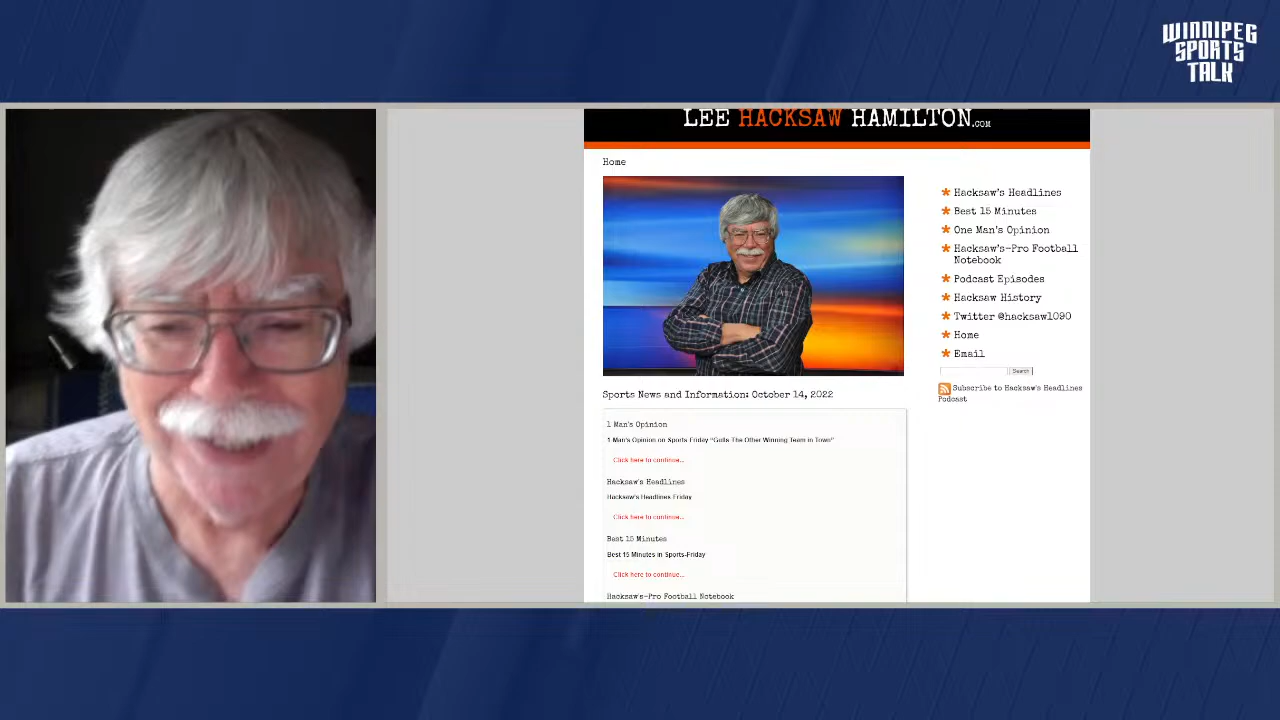 WINNIPEG
SPORTS
TALK
LEE HACKSAW HAMILTON.COM
Home
Sports News and Information: October 14, 2022
1 Man's Opinion
1 Man's Opinion on Sports Friday "Gulls The Other Winning Team in Town"
Click here to continue...
Hacksaw's Headlines
Hacksaw's Headlines Friday
Click here to continue...
Best 15 Minutes
Best 15 Minutes in Sports-Friday
Click here to continue...
Hacksaw's-Pro Football Notebook
* Hacksaw's Headlines
* Best 15 Minutes
* One Man's Opinion
* Hacksaw's-Pro Football
Notebook
* Podcast Episodes
* Hacksaw History
* Twitter @hacksaw1090
* Home
* Email
Search
Subscribe to Hacksaw's Headlines
Podcast